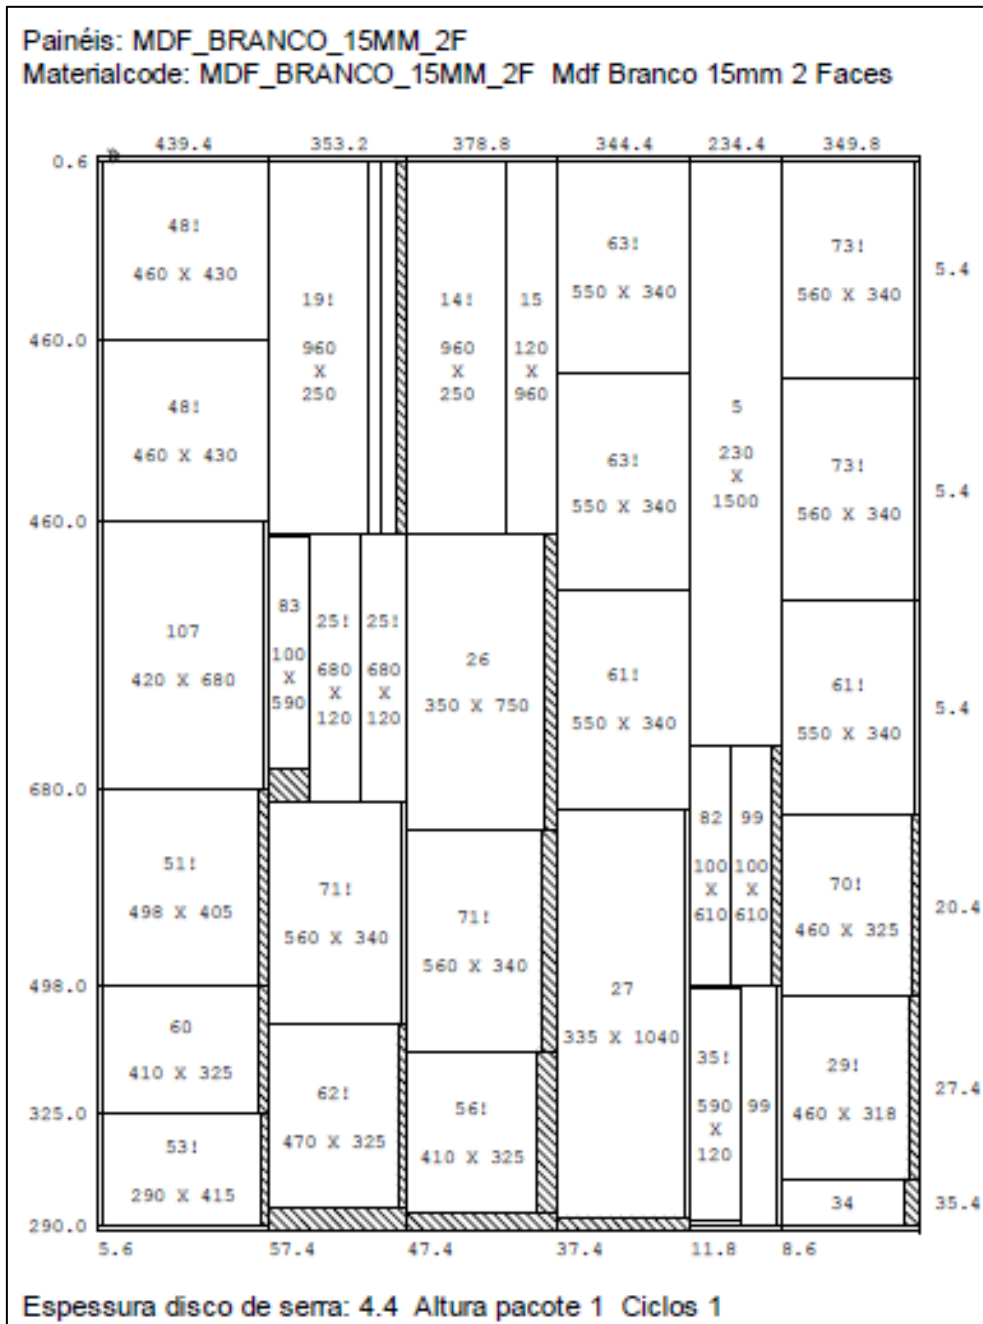 Painéis: MDF_BRANCO_15MM_2F
Materialcode: MDF_BRANCO_15MM_2F Mdf Branco 15mm 2 Faces
439.4 353.2 378.8 344.4 234.4 349.8
0.6
48!
460 X 430
460.0
48!
460 X 430
460.0
107
420 X 680
680.0
51!
498 X 405
498.0
60
410 X 325
325.0
53!
290 X 415
290.0
19!
960
X
250
83
100
X
590
25!
680
X
120
25!
680
X
120
71!
560 X 340
62!
470 X 325
14!
960
X
250
15
120
X
960
26
350 X 750
71!
560 X 340
56!
410 X 325
63!
550 X 340
63!
550 X 340
61!
550 X 340
27
335 X 1040
5
230
X
1500
82
100
X
610
99
100
X
610
35!
590
X
120
99
73!
560 X 340
5.4
73!
560 X 340
5.4
61!
550 X 340
5.4
70!
460 X 325
20.4
29!
460 X 318
27.4
34
35.4
5.6 57.4 47.4 37.4 11.8 8.6
Espessura disco de serra: 4.4 Altura pacote 1 Ciclos 1